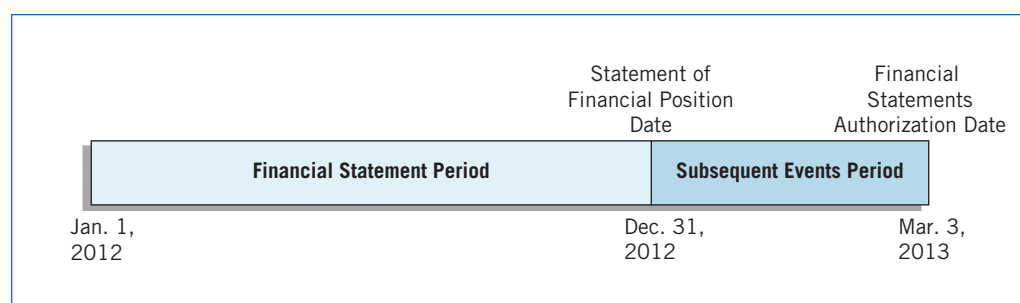 Statement of
Financial Position
Date
Financial
Statements
Authorization Date
Financial Statement Period
Subsequent Events Period
Jan. 1,
2012
Dec. 31,
2012
Mar. 3,
2013